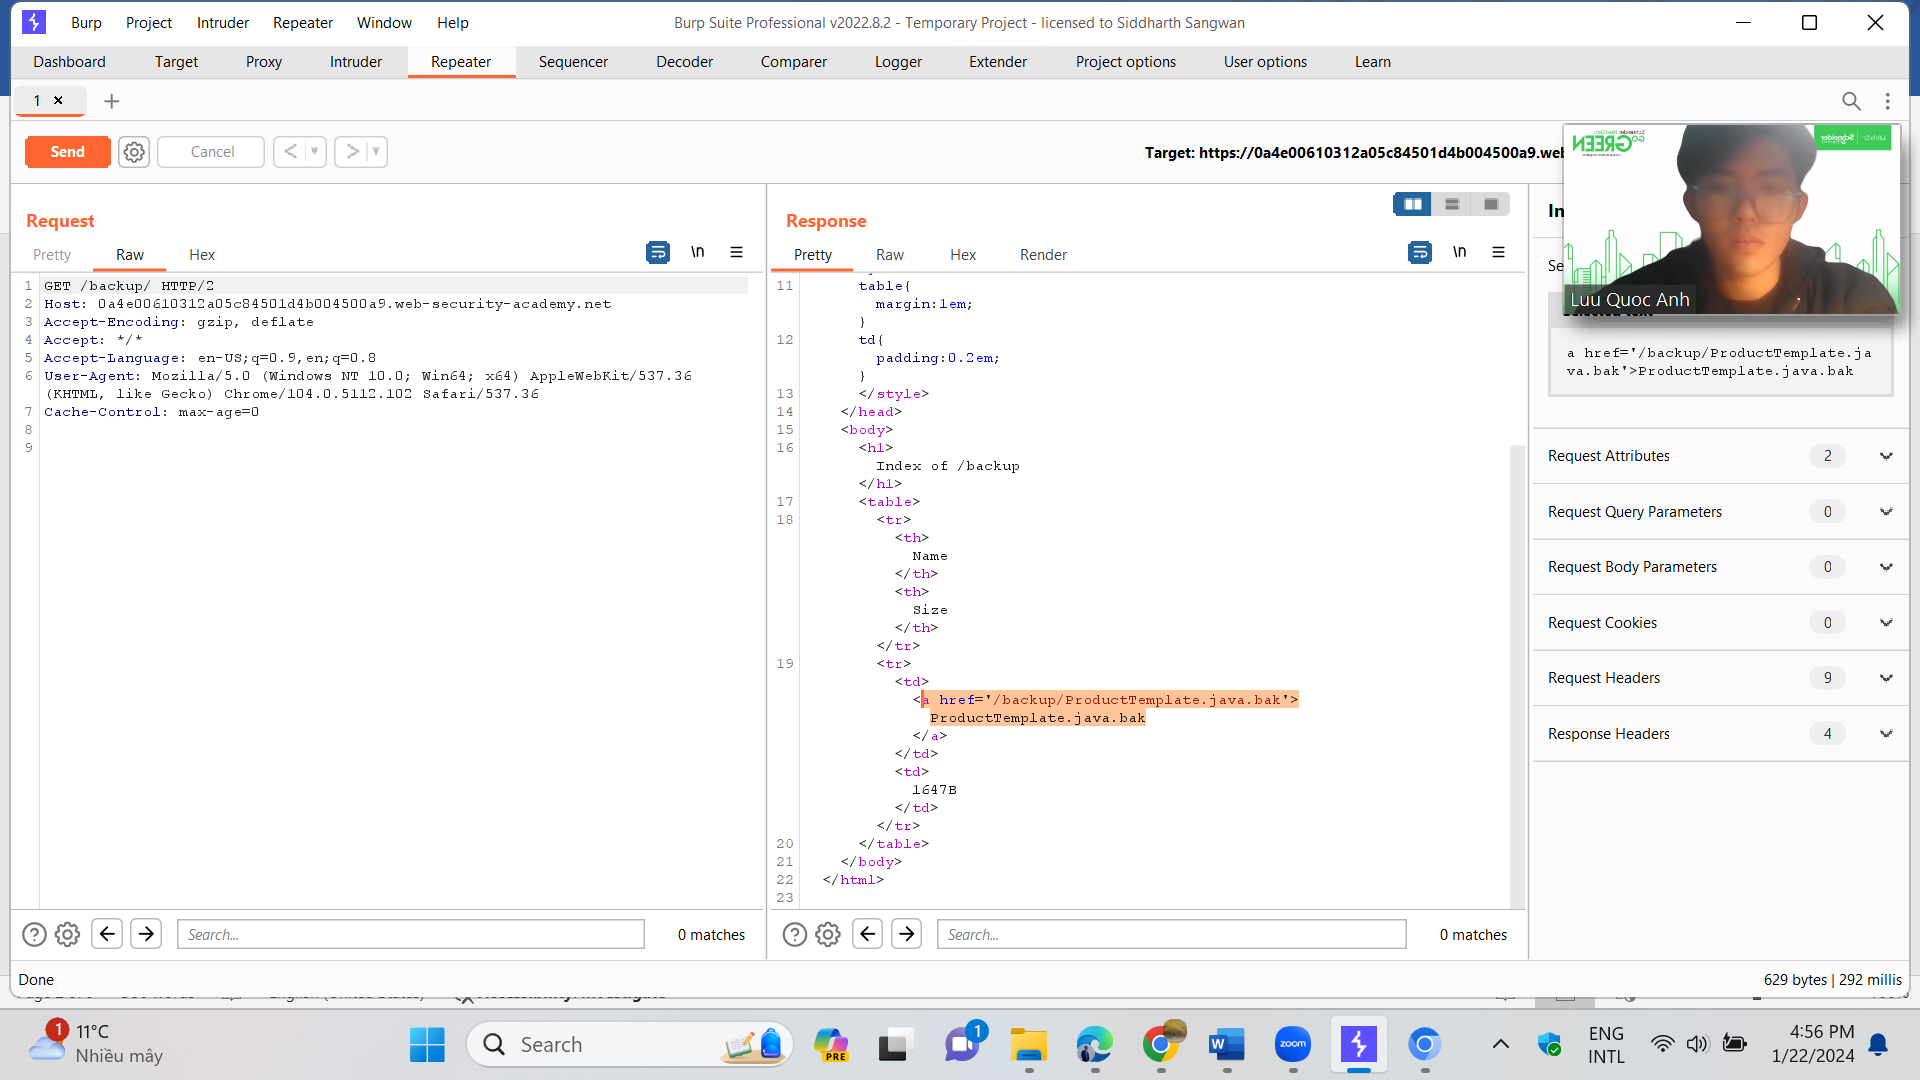 Burp Project Intruder Repeater Window Help
Burp Suite Professional v2022.8.2 - Temporary Project - licensed to Siddharth Sangwan
Dashboard Target Proxy Intruder Repeater Sequencer Decoder Comparer Logger Extender Project options User options Learn
1
Send Cancel
Target: https://0a4e00610312a05c84501d4b004500a9.web
Request
Pretty Raw Hex
\n
1 GET /backup/ HTTP/2
2 Host: 0a4e00610312a05c84501d4b004500a9.web-security-academy.net
3 Accept-Encoding: gzip, deflate
4 Accept: */*
5 Accept-Language: en-US;q=0.9,en;q=0.8
6 User-Agent: Mozilla/5.0 (Windows NT 10.0; Win64; x64) AppleWebKit/537.36
(KHTML, like Gecko) Chrome/104.0.5112.102 Safari/537.36
7 Cache-Control: max-age=0
8
9
Search...
0 matches
Response
Pretty Raw Hex Render
\n
11 table{
margin:1em;
}
12 td{
padding:0.2em;
}
13 </style>
14 </head>
15 <body>
16 <h1>
Index of /backup
</h1>
17 <table>
18 <tr>
<th>
Name
</th>
<th>
Size
</th>
</tr>
19 <tr>
<td>
<a href='/backup/ProductTemplate.java.bak'>
ProductTemplate.java.bak
</a>
</td>
<td>
1647B
</td>
</tr>
20 </table>
21 </body>
22 </html>
23
Search...
0 matches
GREEN
Schneider
Luu Quoc Anh
In
Se
a href='/backup/ProductTemplate.ja
va.bak'>ProductTemplate.java.bak
Request Attributes 2
Request Query Parameters 0
Request Body Parameters 0
Request Cookies 0
Request Headers 9
Response Headers 4
Done
629 bytes | 292 millis
1
11°C
Nhiều mây
Search
PRE
1
zoom
ENG
INTL
4:56 PM
1/22/2024